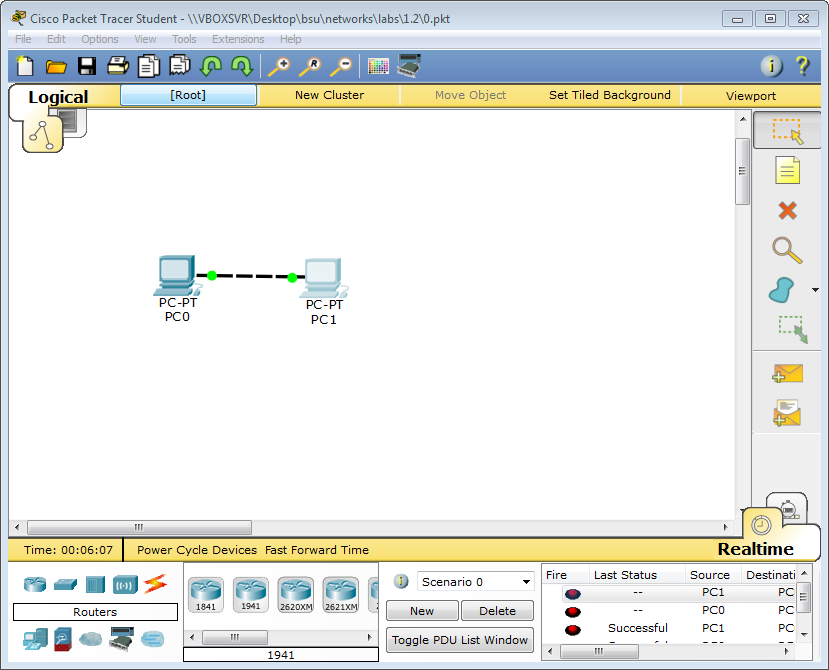 Cisco Packet Tracer Student - \\VBOXSVR\Desktop\bsu\networks\labs\1.2\0.pkt
File Edit Options View Tools Extensions Help
Logical [Root] New Cluster Move Object Set Tiled Background Viewport
PC-PT
PC0
PC-PT
PC1
Time: 00:06:07 Power Cycle Devices Fast Forward Time Realtime
Routers
1841 1941 2620XM 2621XM
1941
Scenario 0
New Delete
Toggle PDU List Window
Fire Last Status Source Destinati
-- PC1 PC
-- PC0 PC
Successful PC1 PC